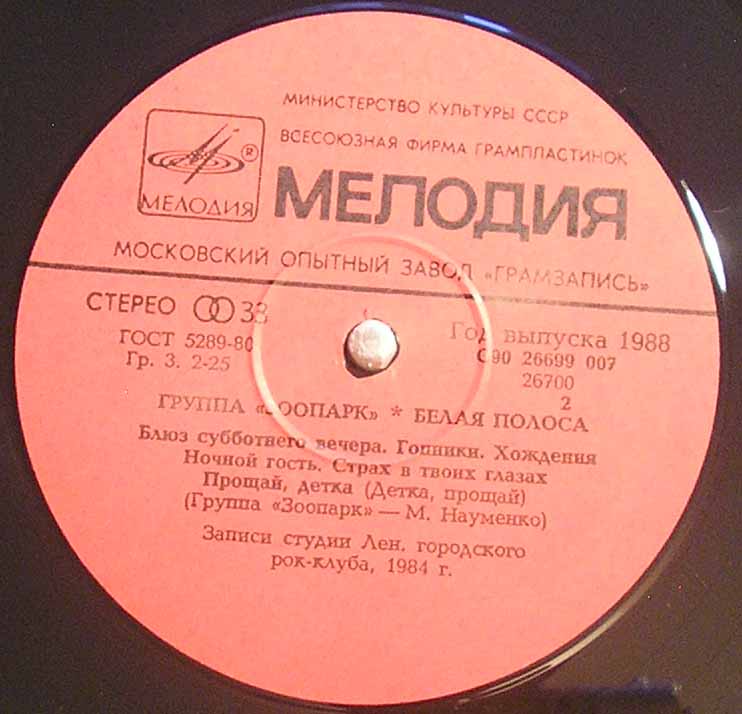 МИНИСТЕРСТВО КУЛЬТУРЫ СССР
ВСЕСОЮЗНАЯ ФИРМА ГРАМПЛАСТИНОК
®
МЕЛОДИЯ
МЕЛОДИЯ
МОСКОВСКИЙ ОПЫТНЫЙ ЗАВОД «ГРАМЗАПИСЬ»
СТЕРЕО 33
ГОСТ 5289-80
Гр. 3. 2-25
Год выпуска 1988
С90 26699 007
26700
2
ГРУППА «ЗООПАРК» * БЕЛАЯ ПОЛОСА
Блюз субботнего вечера. Гопники. Хождения
Ночной гость. Страх в твоих глазах
Прощай, детка (Детка, прощай)
(Группа «Зоопарк» — М. Науменко)
Записи студии Лен. городского
рок-клуба, 1984 г.